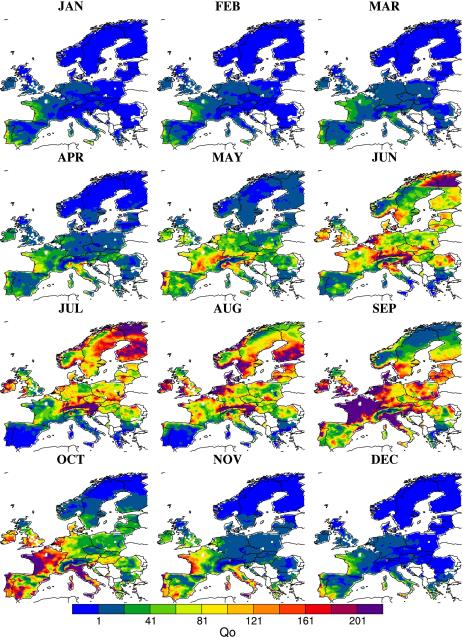 JAN FEB MAR
APR MAY JUN
JUL AUG SEP
OCT NOV DEC
1 41 81 121 161 201
Qo